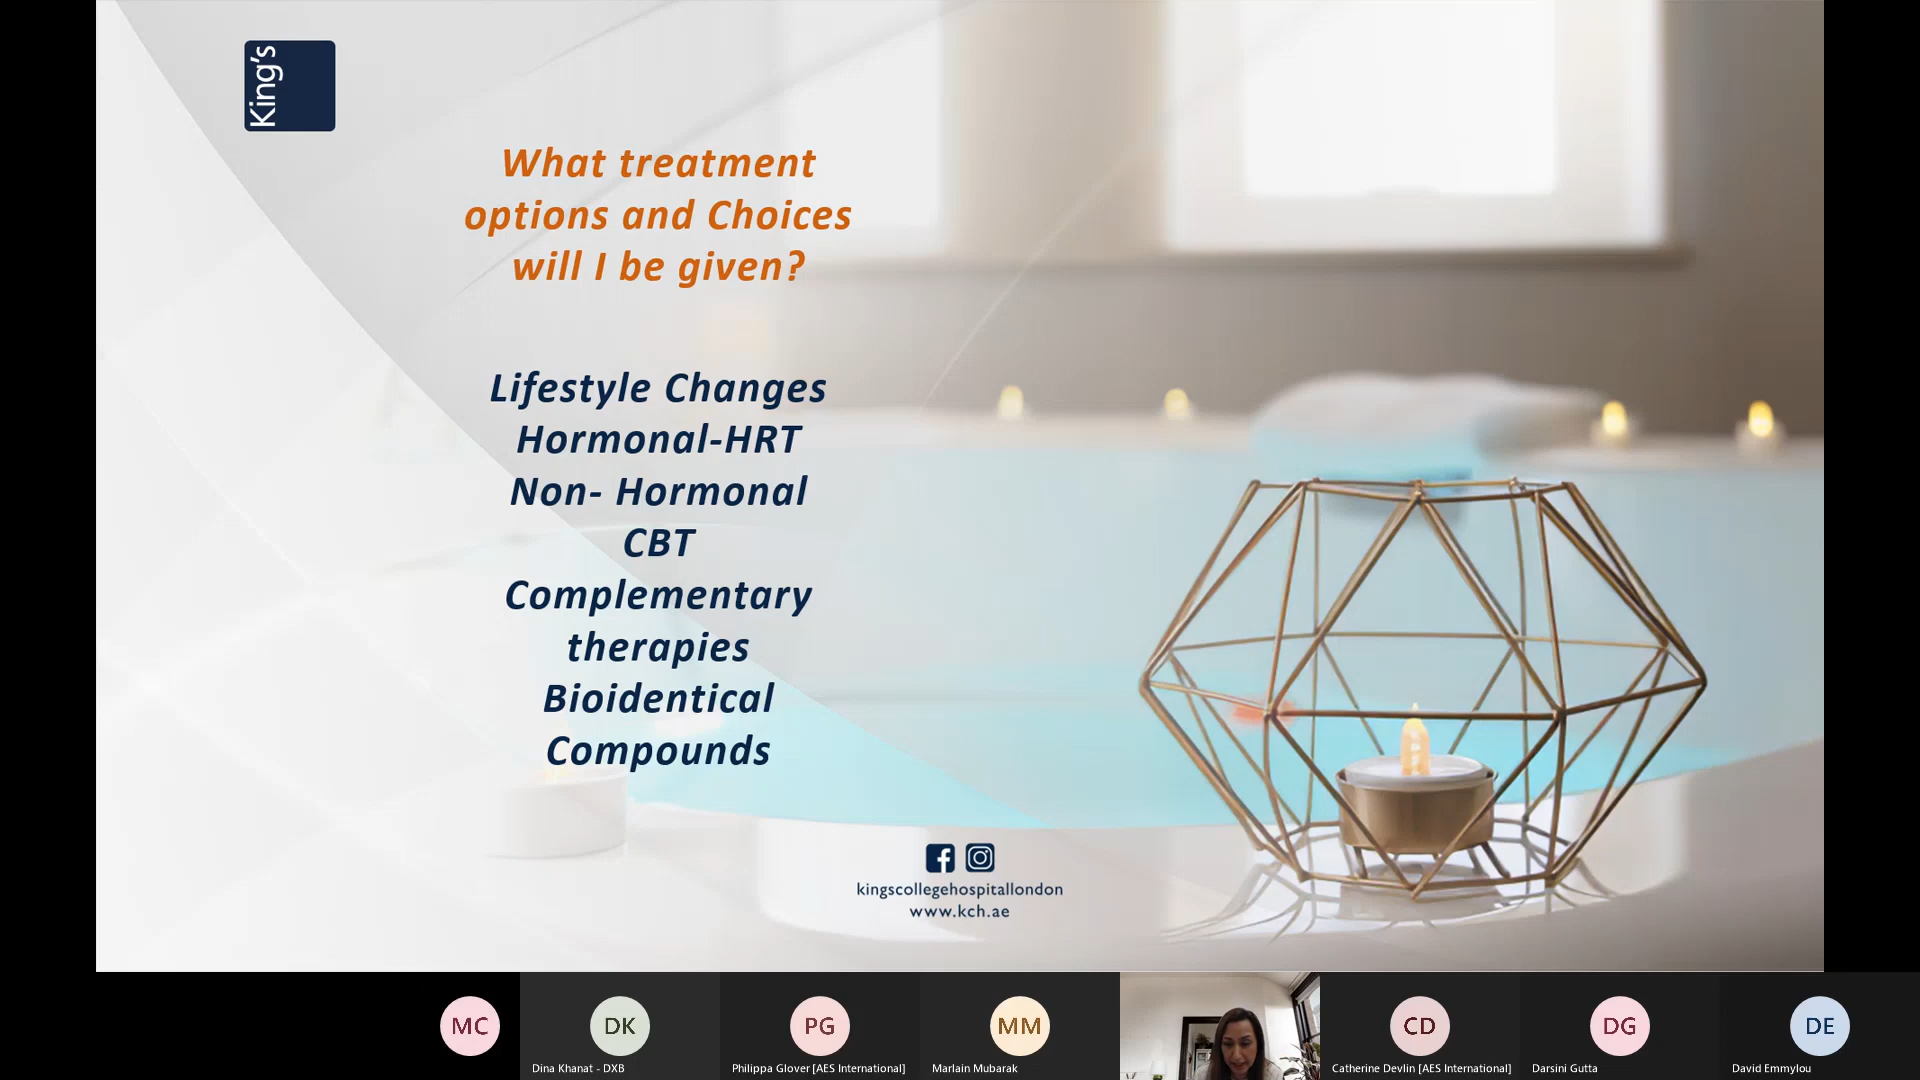 King's
What treatment
options and Choices
will I be given?
Lifestyle Changes
Hormonal-HRT
Non- Hormonal
CBT
Complementary
therapies
Bioidentical
Compounds
kingscollegehospitallondon
www.kch.ae
MC
DK
PG
MM
CD
DG
DE
Dina Khanat - DXB
Philippa Glover [AES International]
Marlain Mubarak
Catherine Devlin [AES International]
Darsini Gutta
David Emmylou